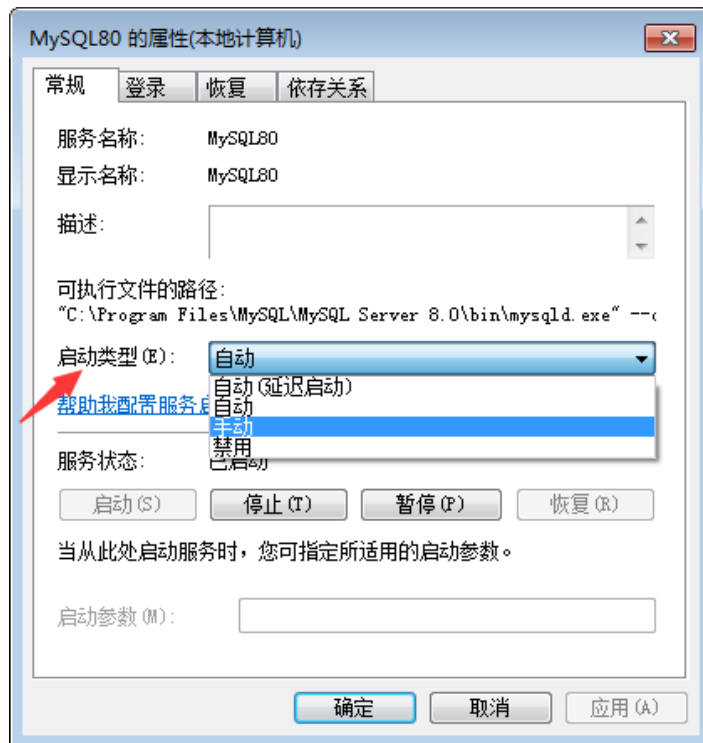 MySQL80 的属性(本地计算机)
常规 登录 恢复 依存关系
服务名称: MySQL80
显示名称: MySQL80
描述:
可执行文件的路径:
"C:\Program Files\MySQL\MySQL Server 8.0\bin\mysqld.exe" --
启动类型(E): 自动
自动(延迟启动)
帮助我配置服务 自动
手动
禁用
服务状态: 已启动
启动(S) 停止(T) 暂停(P) 恢复(R)
当从此处启动服务时，您可指定所适用的启动参数。
启动参数(M):
确定 取消 应用(A)